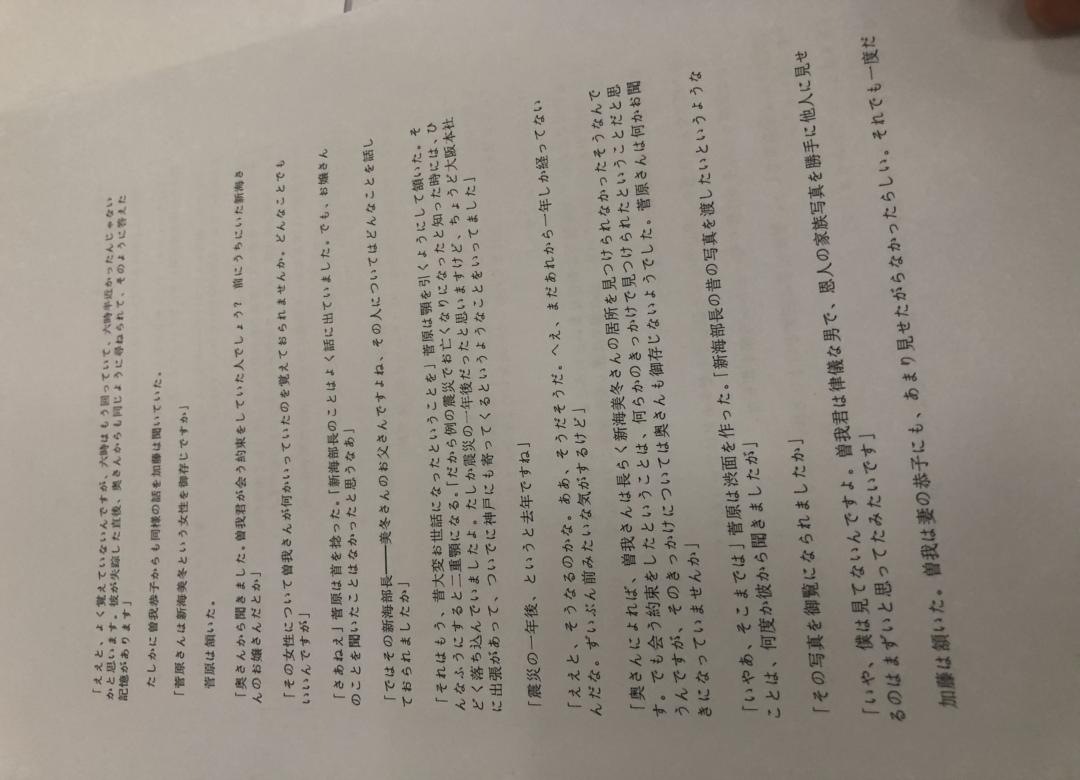 「ええと、よく覚えていないんですが、六時はもう回っていて、六時半近かったんじゃない
かと思います。彼が失踪した直後、奥さんからも同じように尋ねられて、そのように答えた
記憶があります」
たしかに曽我恭子からも同様の話を加藤は聞いていた。
「菅原さんは新海美冬という女性を御存じですか」
菅原は頷いた。
「奥さんから聞きました。曽我君が会う約束をしていた人でしょう？　前にうちにいた新海さ
んのお嬢さんだとか」
「その女性について曽我さんが何かいっていたのを覚えておられませんか。どんなことでも
いいんですが」
「さあねえ」菅原は首を捻った。「新海部長のことはよく話に出ていました。でも、お嬢さん
のことを聞いたことはなかったと思うなあ」
「ではその新海部長――美冬さんのお父さんですよね、その人についてはどんなことを話し
ておられましたか」
「それはもう、昔大変お世話になったということを」菅原は顎を引くようにして頷いた。そ
んなふうにすると二重顎になる。「だから例の震災でお亡くなりになったと知った時には、ひ
どく落ち込んでいましたよ。たしか震災の一年後だったと思いますけど、ちょうど大阪本社
に出張があって、ついでに神戸にも寄ってくるというようなことをいってました」
「震災の一年後、というと去年ですね」
「ええと、そうなるのかな。ああ、そうだそうだ。へえ、まだあれから一年しか経ってない
んだな。ずいぶん前みたいな気がするけど」
「奥さんによれば、曽我さんは長らく新海美冬さんの居所を見つけられなかったそうなんで
す。でも会う約束をしたということは、何らかのきっかけで見つけられたということだと思
うんですが、そのきっかけについては奥さんも御存じないようでした。菅原さんは何かお聞
きになっていませんか」
「いやあ、そこまでは」菅原は渋面を作った。「新海部長の昔の写真を渡したいというような
ことは、何度か彼から聞きましたが」
「その写真を御覧になられましたか」
「いや、僕は見てないんですよ。曽我君は律儀な男で、恩人の家族写真を勝手に他人に見せ
るのはまずいと思ってたみたいです」
加藤は頷いた。曽我は妻の恭子にも、あまり見せたがらなかったらしい。それでも一度だ